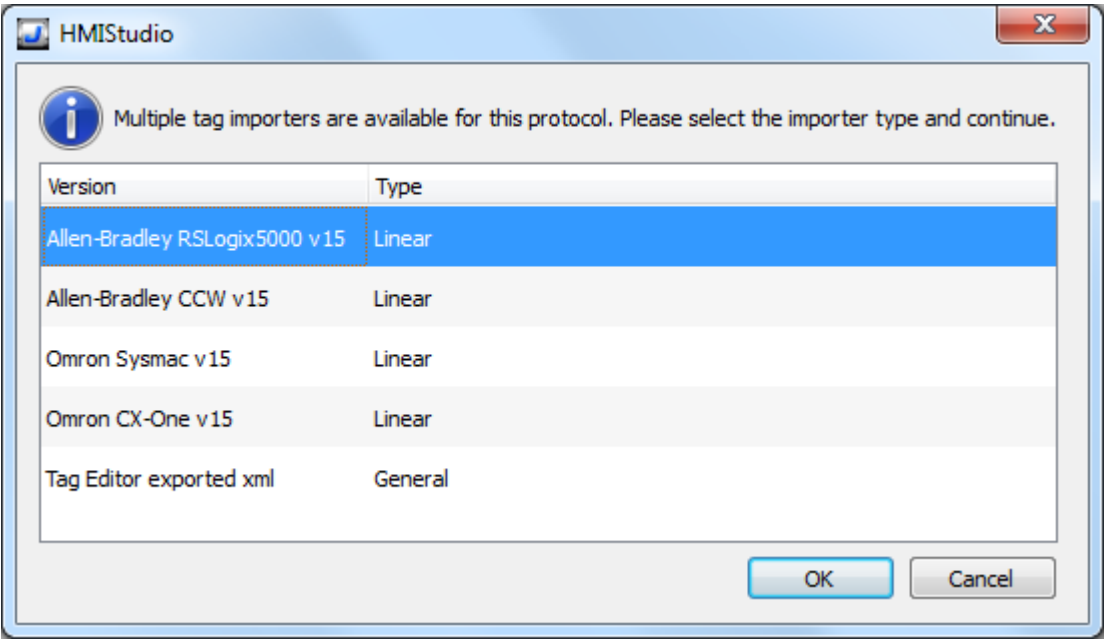 HMIStudio
Multiple tag importers are available for this protocol. Please select the importer type and continue.
Version Type
Allen-Bradley RSLogix5000 v15 Linear
Allen-Bradley CCW v15 Linear
Omron Sysmac v15 Linear
Omron CX-One v15 Linear
Tag Editor exported xml General
OK Cancel